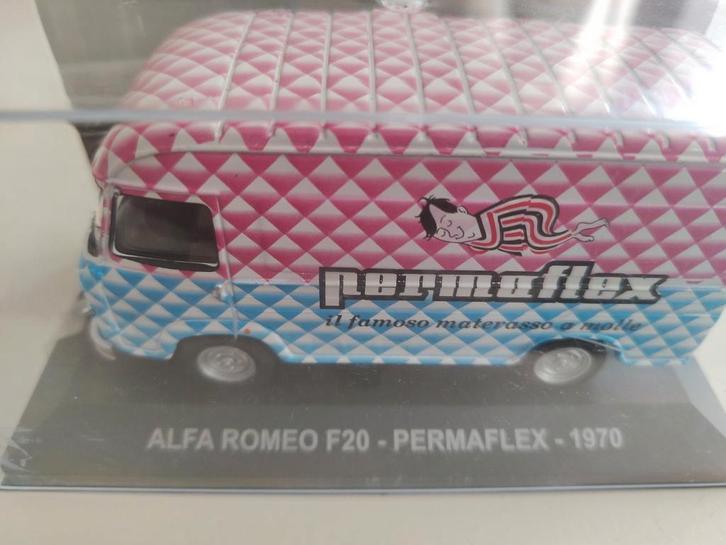 permaflex
il famoso materasso a molle
ALFA ROMEO F20 - PERMAFLEX - 1970